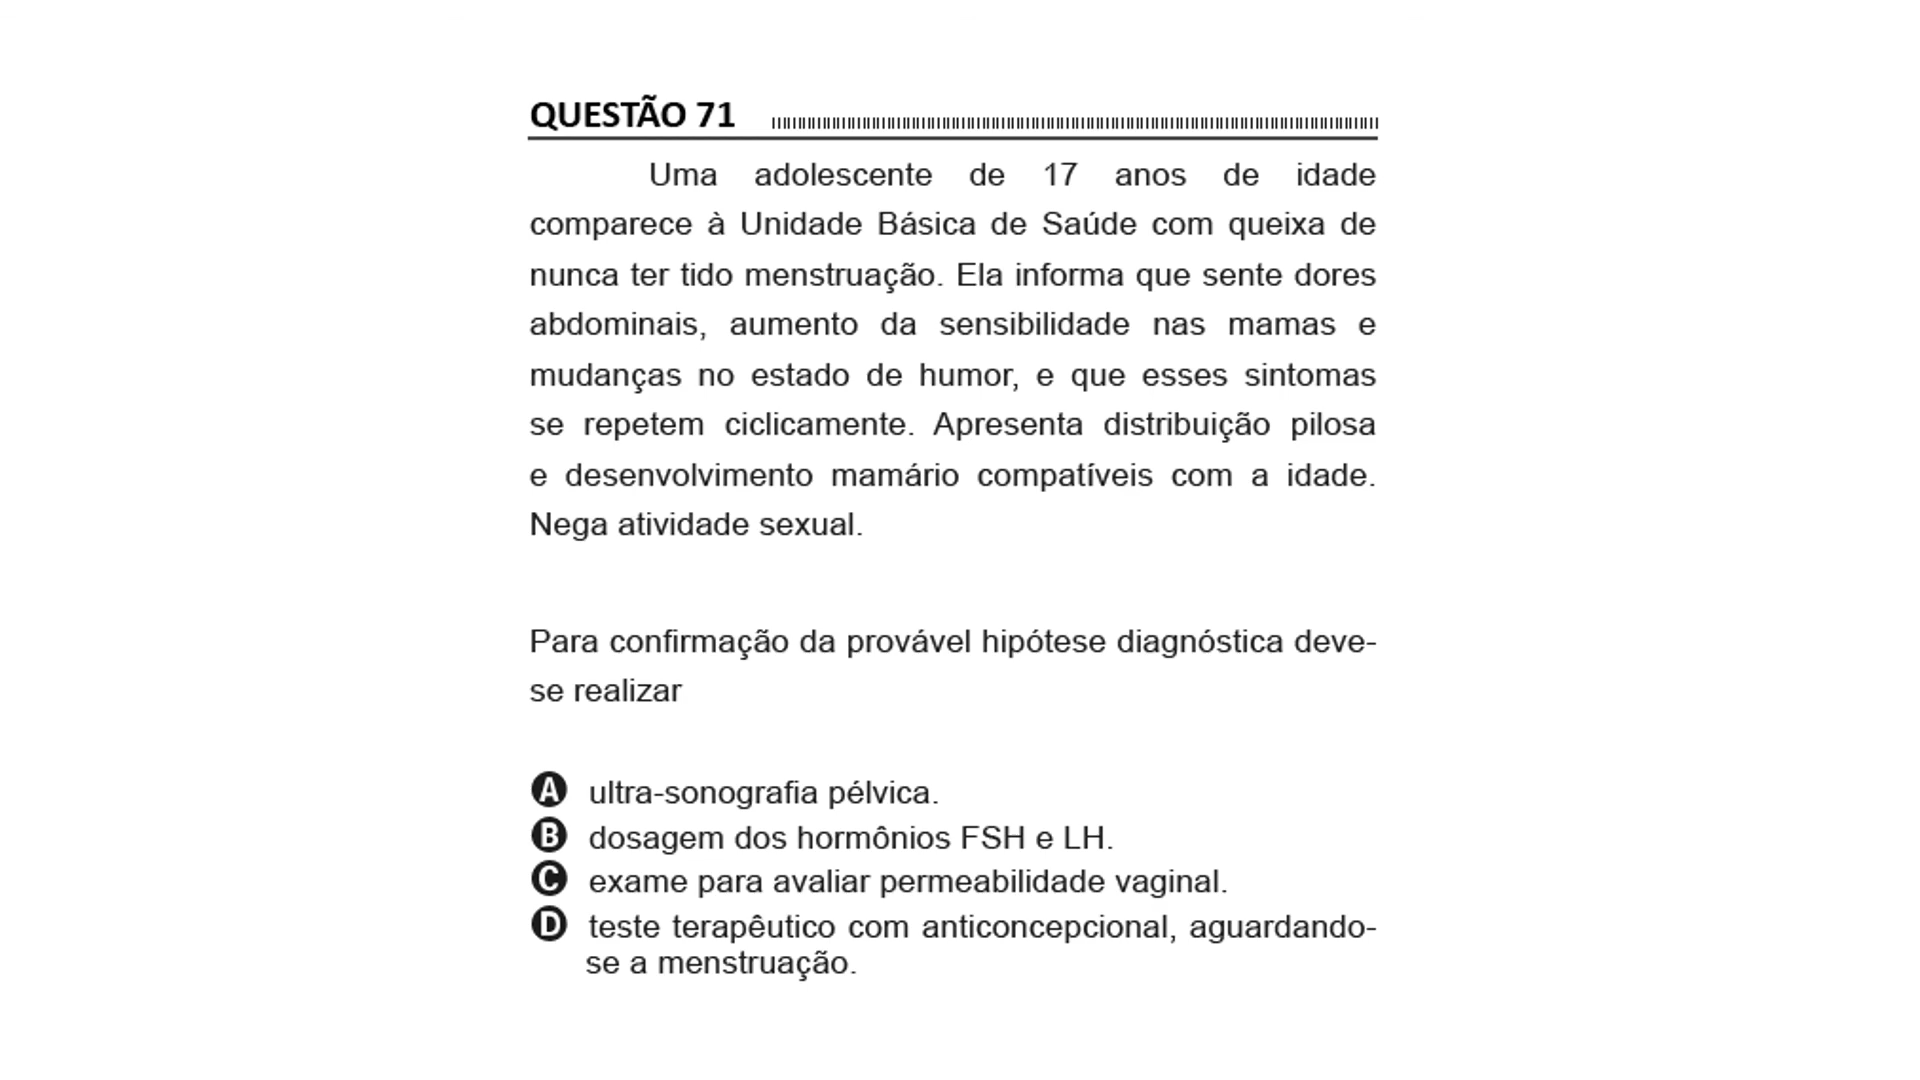 QUESTÃO 71
Uma adolescente de 17 anos de idade
comparece à Unidade Básica de Saúde com queixa de
nunca ter tido menstruação. Ela informa que sente dores
abdominais, aumento da sensibilidade nas mamas e
mudanças no estado de humor, e que esses sintomas
se repetem ciclicamente. Apresenta distribuição pilosa
e desenvolvimento mamário compatíveis com a idade.
Nega atividade sexual.
Para confirmação da provável hipótese diagnóstica deve-
se realizar
A ultra-sonografia pélvica.
B dosagem dos hormônios FSH e LH.
C exame para avaliar permeabilidade vaginal.
D teste terapêutico com anticoncepcional, aguardando-
se a menstruação.